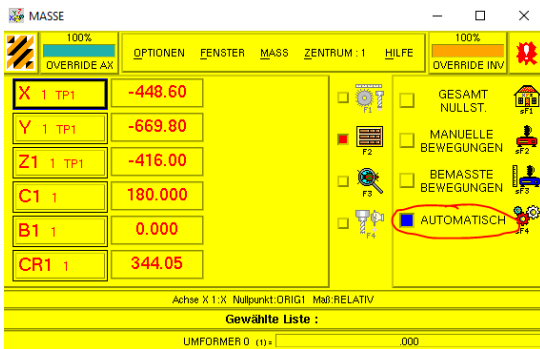 MASSE
100%
OVERRIDE AX
OPTIONEN FENSTER MASS ZENTRUM : 1 HILFE
100%
OVERRIDE INV
X 1 TP1 -448.60
Y 1 TP1 -669.80
Z1 1 TP1 -416.00
C1 1 180.000
B1 1 0.000
CR1 1 344.05
F1
F2
F3
F4
GESAMT
NULLST.
sF1
MANUELLE
BEWEGUNGEN
sF2
BEMASSTE
BEWEGUNGEN
sF3
AUTOMATISCH
sF4
Achse X 1:X Nullpunkt:ORIG1 Maß:RELATIV
Gewählte Liste :
UMFORMER 0 (1) = .000